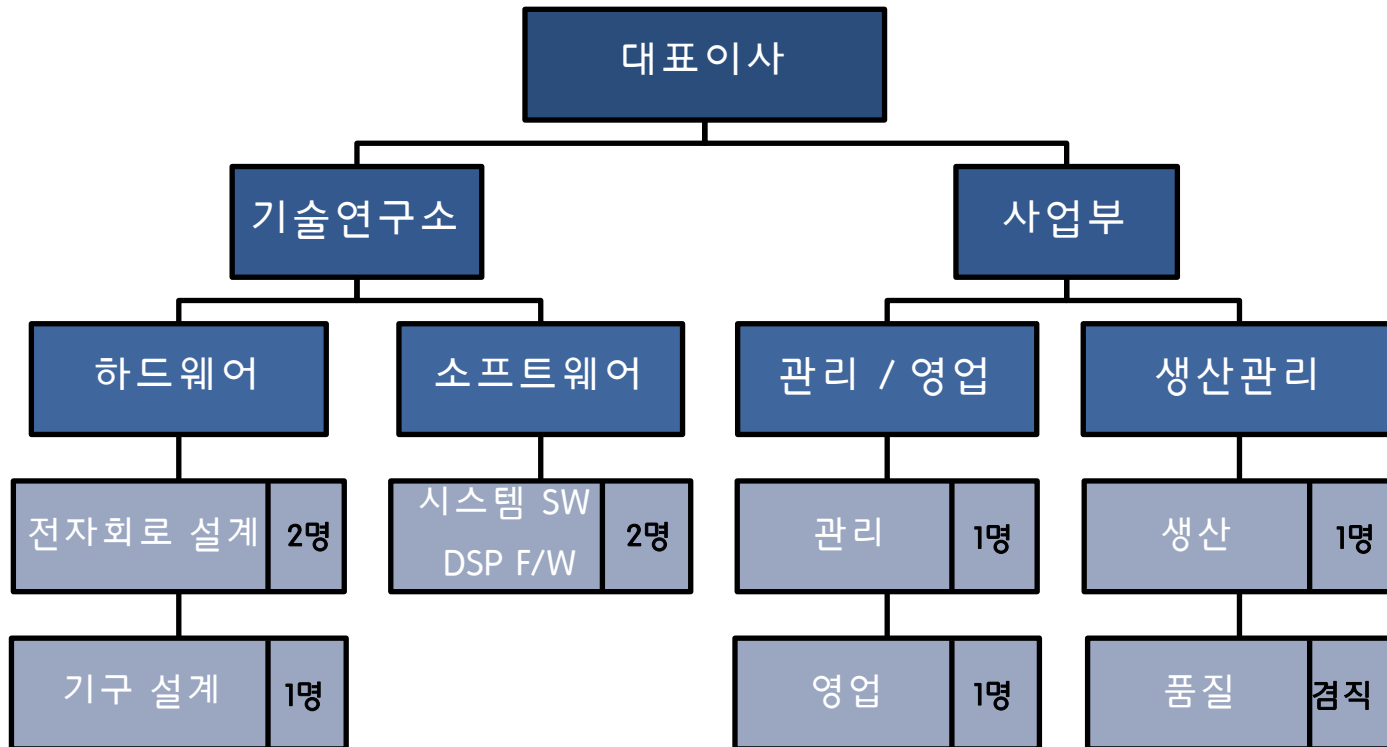 대표이사
기술연구소
사업부
하드웨어
소프트웨어
관리 / 영업
생산관리
전자회로 설계
2명
시스템 SW
DSP F/W
2명
관리
1명
생산
1명
기구 설계
1명
영업
1명
품질
겸직